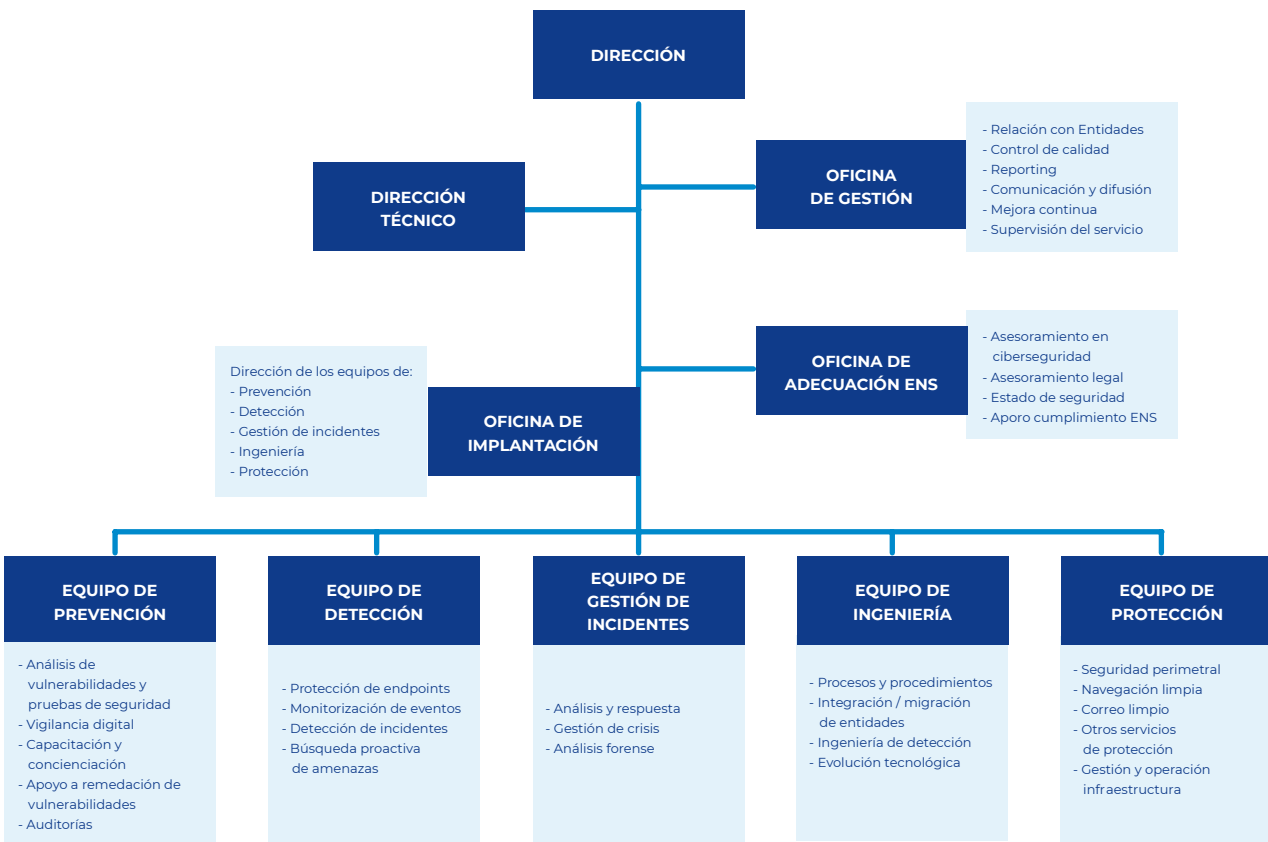 DIRECCIÓN
- Relación con Entidades
- Control de calidad
- Reporting
- Comunicación y difusión
- Mejora continua
- Supervisión del servicio
OFICINA
DE GESTIÓN
DIRECCIÓN
TÉCNICO
- Asesoramiento en
ciberseguridad
- Asesoramiento legal
- Estado de seguridad
- Aporo cumplimiento ENS
OFICINA DE
ADECUACIÓN ENS
Dirección de los equipos de:
- Prevención
- Detección
- Gestión de incidentes
- Ingeniería
- Protección
OFICINA DE
IMPLANTACIÓN
EQUIPO DE
PREVENCIÓN
- Análisis de
vulnerabilidades y
pruebas de seguridad
- Vigilancia digital
- Capacitación y
concienciación
- Apoyo a remedación de
vulnerabilidades
- Auditorías
EQUIPO DE
DETECCIÓN
- Protección de endpoints
- Monitorización de eventos
- Detección de incidentes
- Búsqueda proactiva
de amenazas
EQUIPO DE
GESTIÓN DE
INCIDENTES
- Análisis y respuesta
- Gestión de crisis
- Análisis forense
EQUIPO DE
INGENIERÍA
- Procesos y procedimientos
- Integración / migración
de entidades
- Ingeniería de detección
- Evolución tecnológica
EQUIPO DE
PROTECCIÓN
- Seguridad perimetral
- Navegación limpia
- Correo limpio
- Otros servicios
de protección
- Gestión y operación
infraestructura